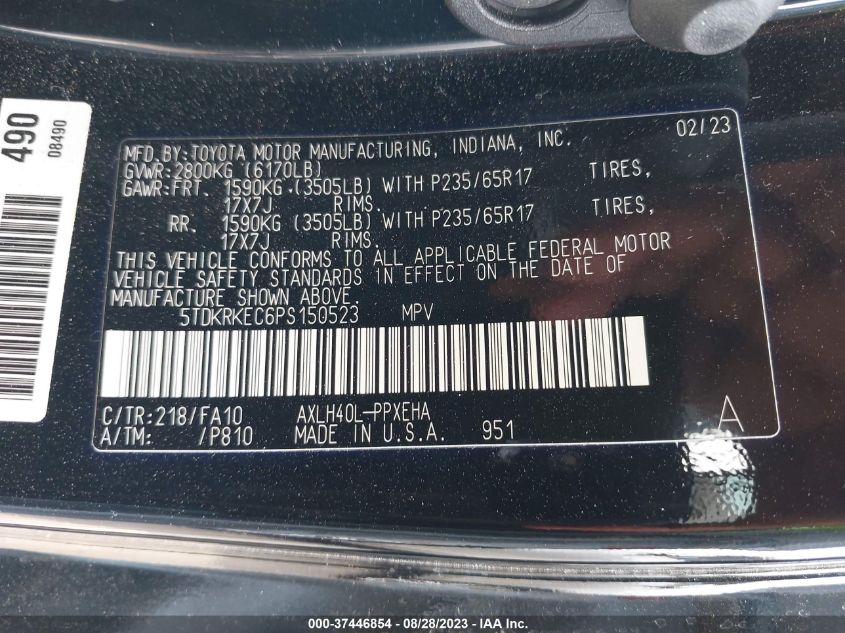 490
08490
02/23
MFD.BY:TOYOTA MOTOR MANUFACTURING, INDIANA, INC.
GVWR:2800KG (6170LB)
GAWR:FRT. 1590KG (3505LB) WITH P235/65R17 TIRES,
17X7J RIMS.
RR. 1590KG (3505LB) WITH P235/65R17 TIRES,
17X7J RIMS.
THIS VEHICLE CONFORMS TO ALL APPLICABLE FEDERAL MOTOR
VEHICLE SAFETY STANDARDS IN EFFECT ON THE DATE OF
MANUFACTURE SHOWN ABOVE.
5TDKRKEC6PS150523 MPV
C/TR:218/FA10 AXLH40L-PPXEHA
A/TM: /P810 MADE IN U.S.A. 951 A
000-37446854 - 08/28/2023 - WWW.IAAI.COM